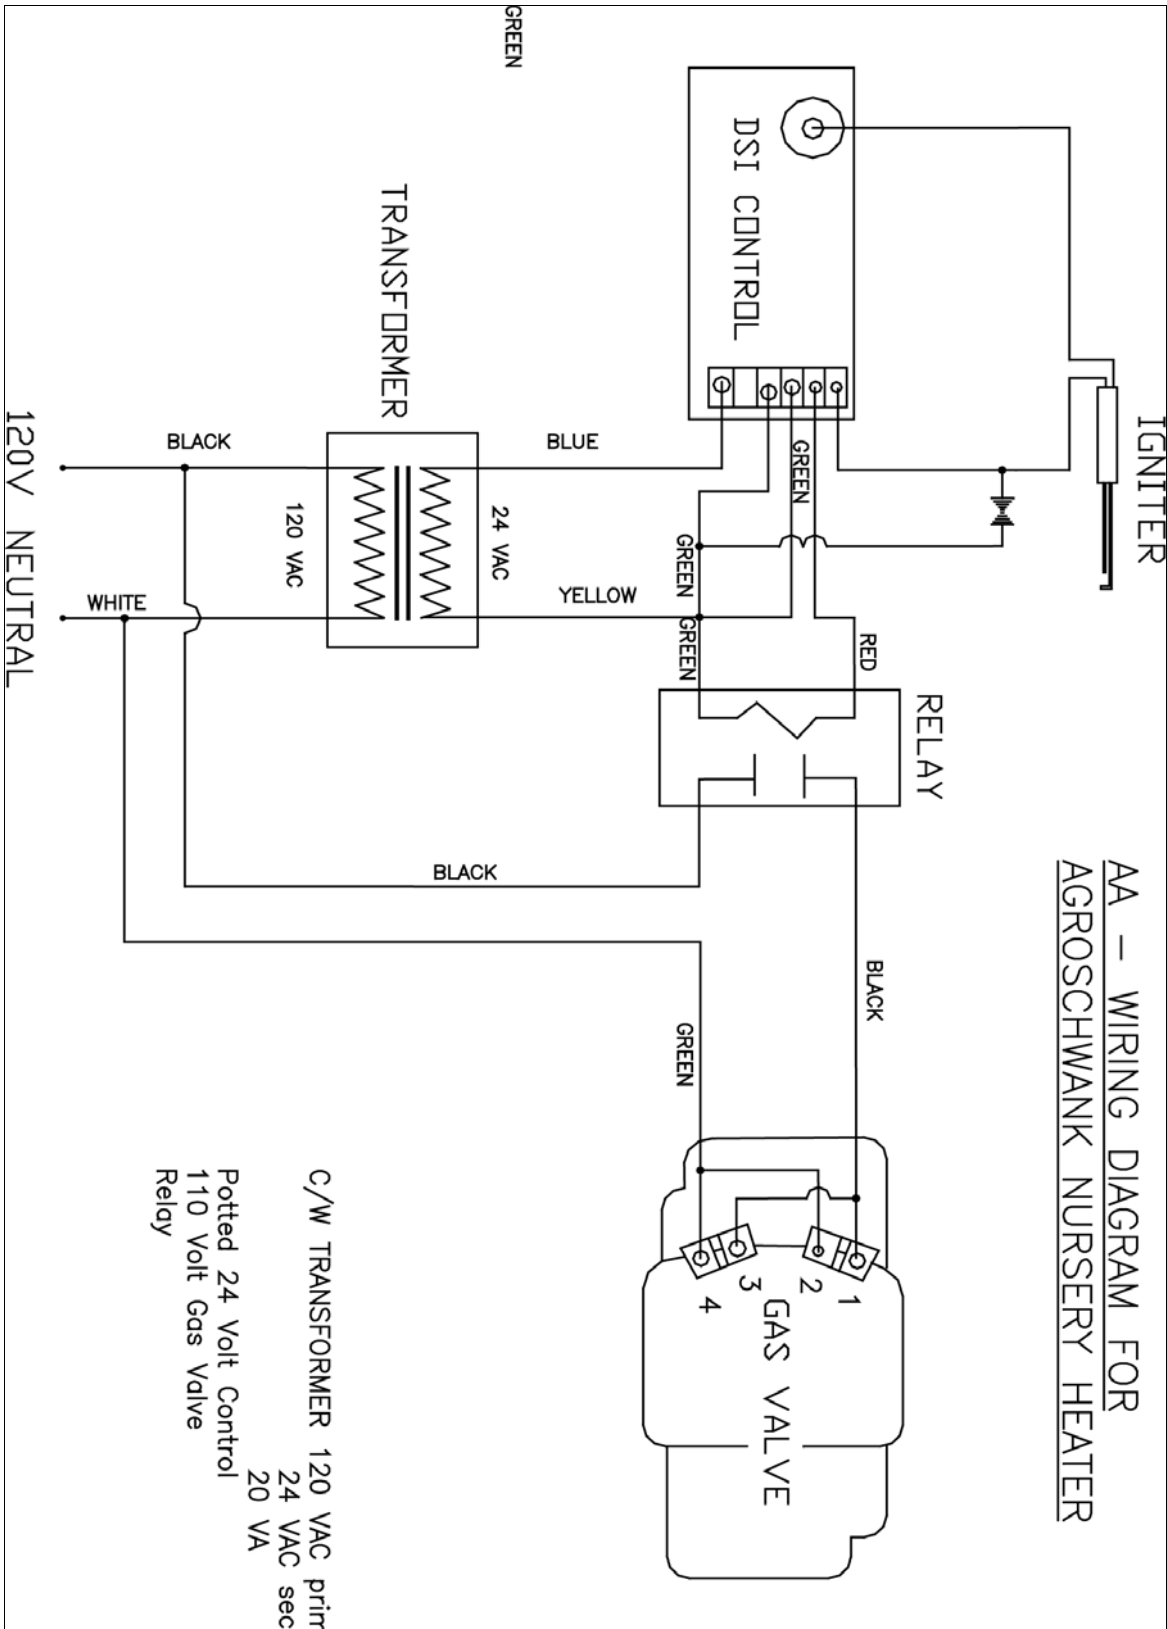 AA - WIRING DIAGRAM FOR
AGROSCHWANK NURSERY HEATER
IGNITER
RELAY
DSI CONTROL
GREEN
RED
GREEN
GREEN
BLACK
GREEN
GAS VALVE
1
2
3
4
GREEN
BLUE
YELLOW
24 VAC
TRANSFORMER
120 VAC
BLACK
BLACK
WHITE
120V NEUTRAL
C/W TRANSFORMER 120 VAC prim
24 VAC sec
20 VA
Potted 24 Volt Control
110 Volt Gas Valve
Relay